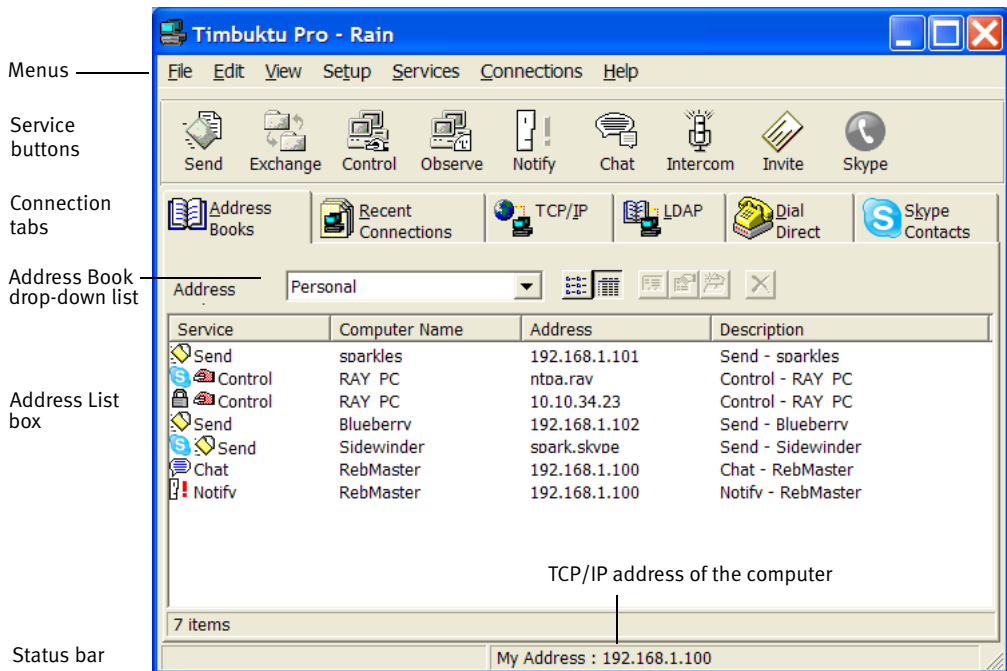 Timbuktu Pro - Rain
Menus
File Edit View Setup Services Connections Help
Service
buttons
Send Exchange Control Observe Notify Chat Intercom Invite Skype
Connection
tabs
Address
Books
Recent
Connections
TCP/IP
LDAP
Dial
Direct
Skype
Contacts
Address Book
drop-down list
Address
Personal
Service Computer Name Address Description
Send sparkles 192.168.1.101 Send - sparkles
Control RAY PC ntpa.ray Control - RAY PC
Control RAY PC 10.10.34.23 Control - RAY PC
Address List
box
Send Blueberry 192.168.1.102 Send - Blueberry
Send Sidewinder spark.skype Send - Sidewinder
Chat RebMaster 192.168.1.100 Chat - RebMaster
Notify RebMaster 192.168.1.100 Notify - RebMaster
TCP/IP address of the computer
7 items
Status bar
My Address : 192.168.1.100